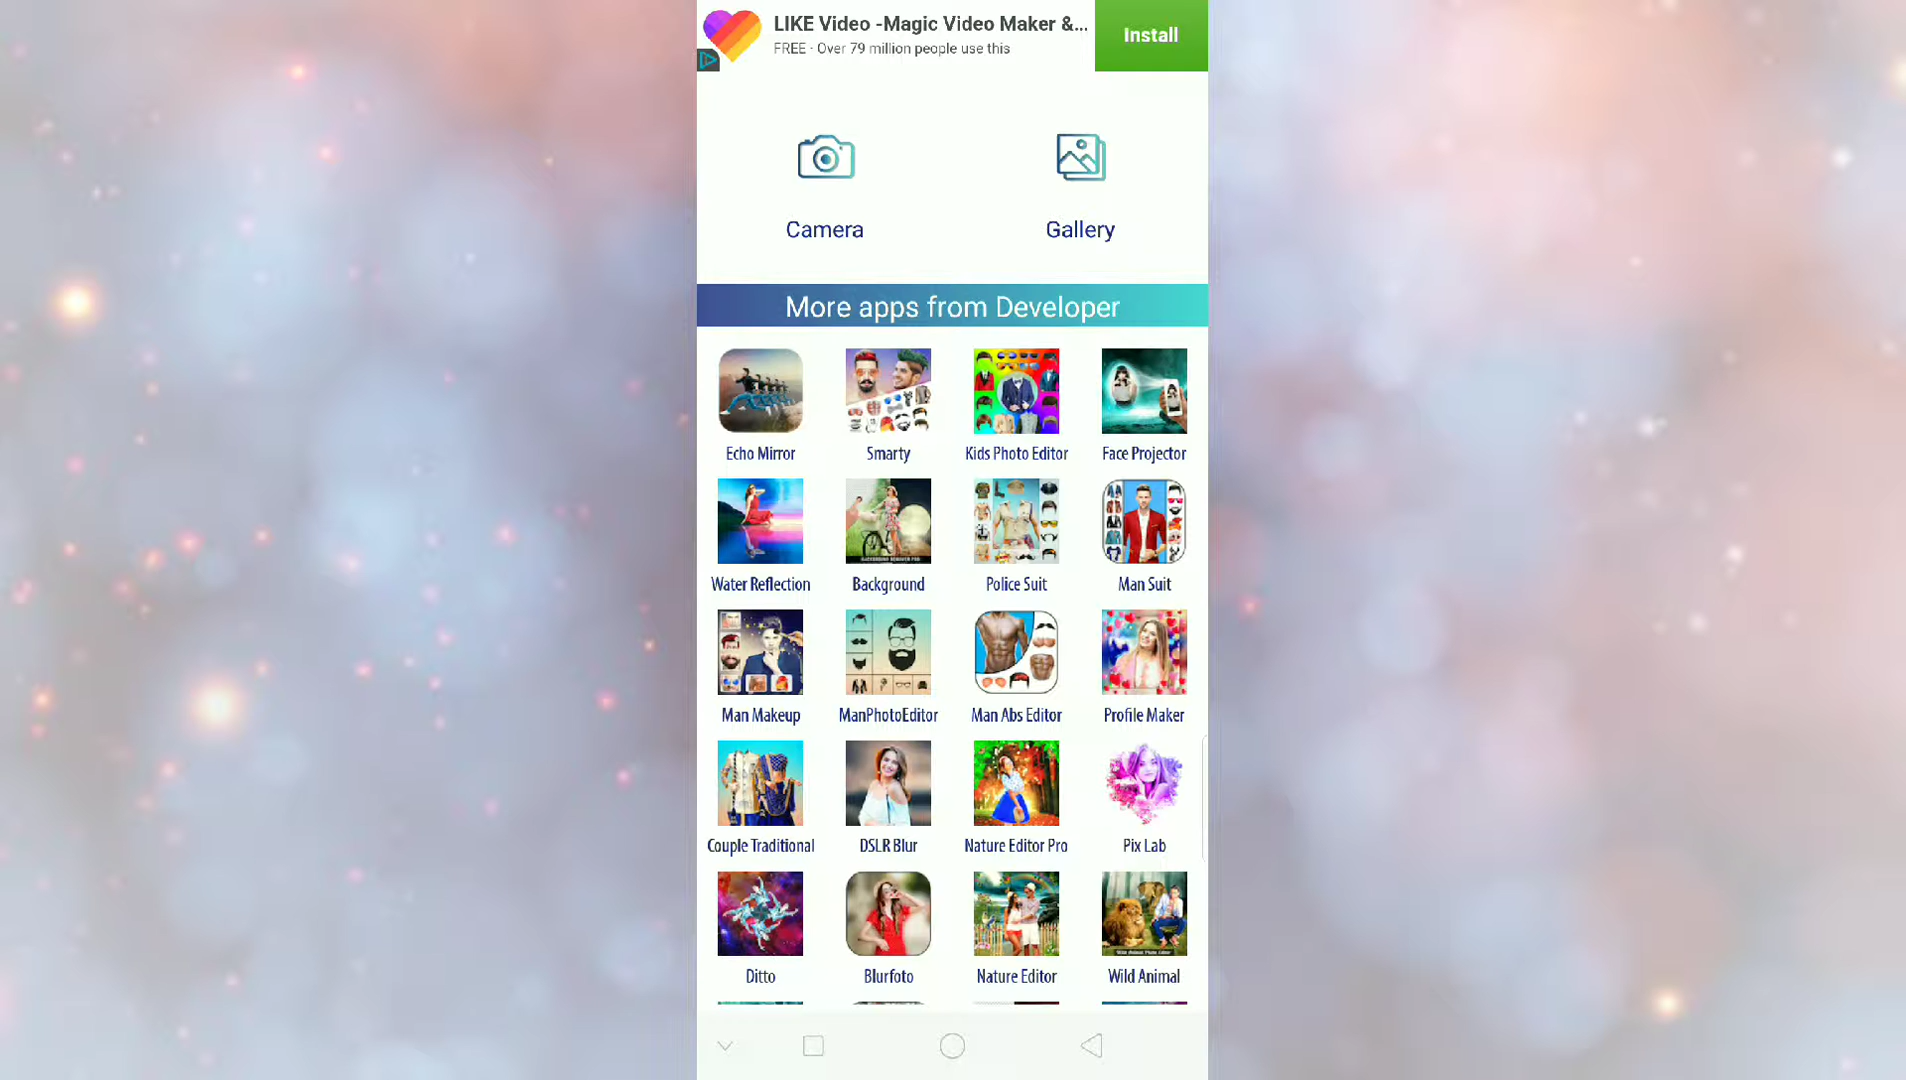 LIKE Video -Magic Video Maker &...
FREE · Over 79 million people use this
Install
Camera
Gallery
More apps from Developer
Echo Mirror
Smarty
Kids Photo Editor
Face Projector
Water Reflection
Background
Police Suit
Man Suit
Man Makeup
ManPhotoEditor
Man Abs Editor
Profile Maker
Couple Traditional
DSLR Blur
Nature Editor Pro
Pix Lab
Ditto
Blurfoto
Nature Editor
Wild Animal